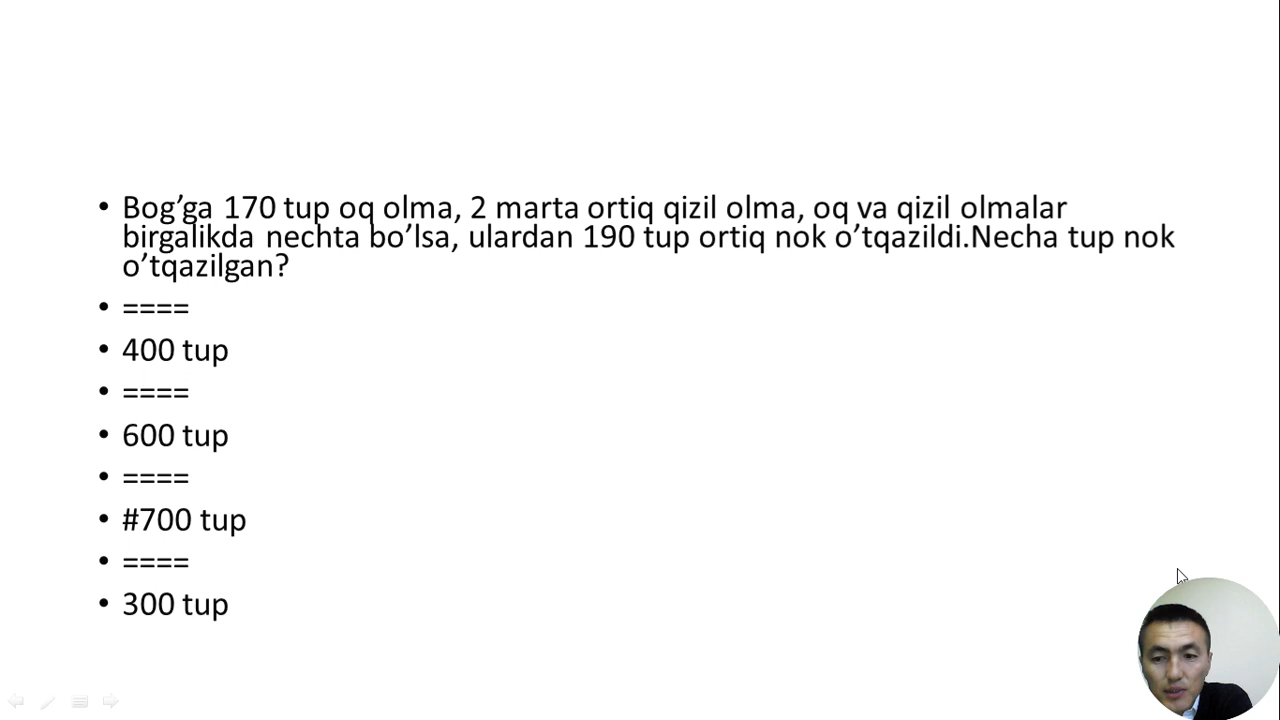 • Bog’ga 170 tup oq olma, 2 marta ortiq qizil olma, oq va qizil olmalar
birgalikda nechta bo’lsa, ulardan 190 tup ortiq nok o’tqazildi.Necha tup nok
o’tqazilgan?
• ====
• 400 tup
• ====
• 600 tup
• ====
• #700 tup
• ====
• 300 tup